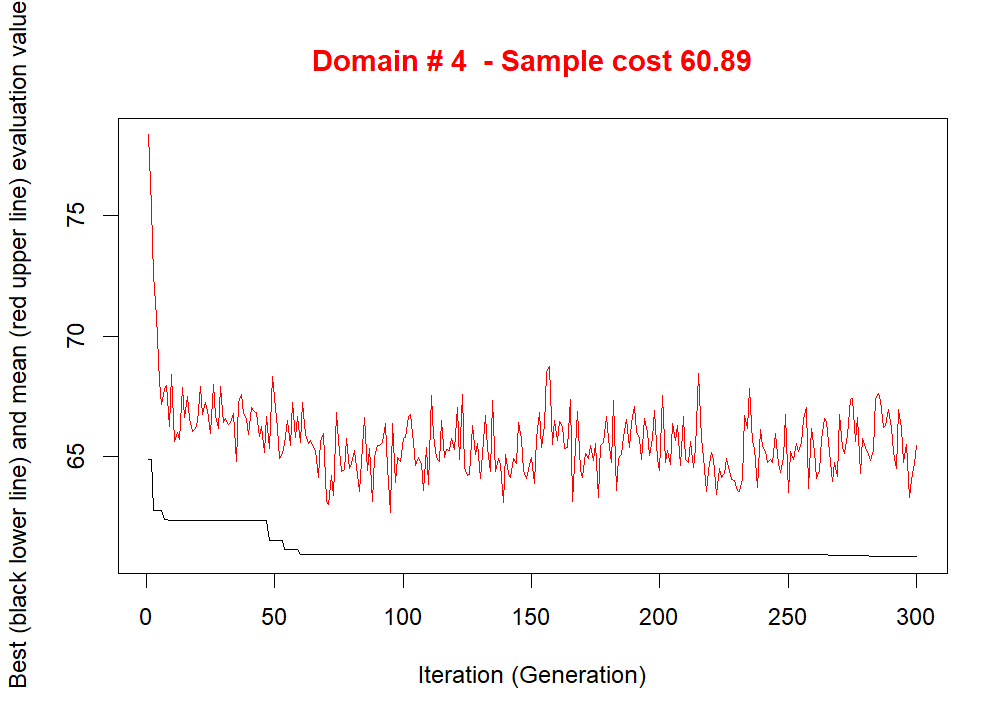 Domain # 4  - Sample cost 60.89
Best (black lower line) and mean (red upper line) evaluation value
75
70
65
0 50 100 150 200 250 300
Iteration (Generation)